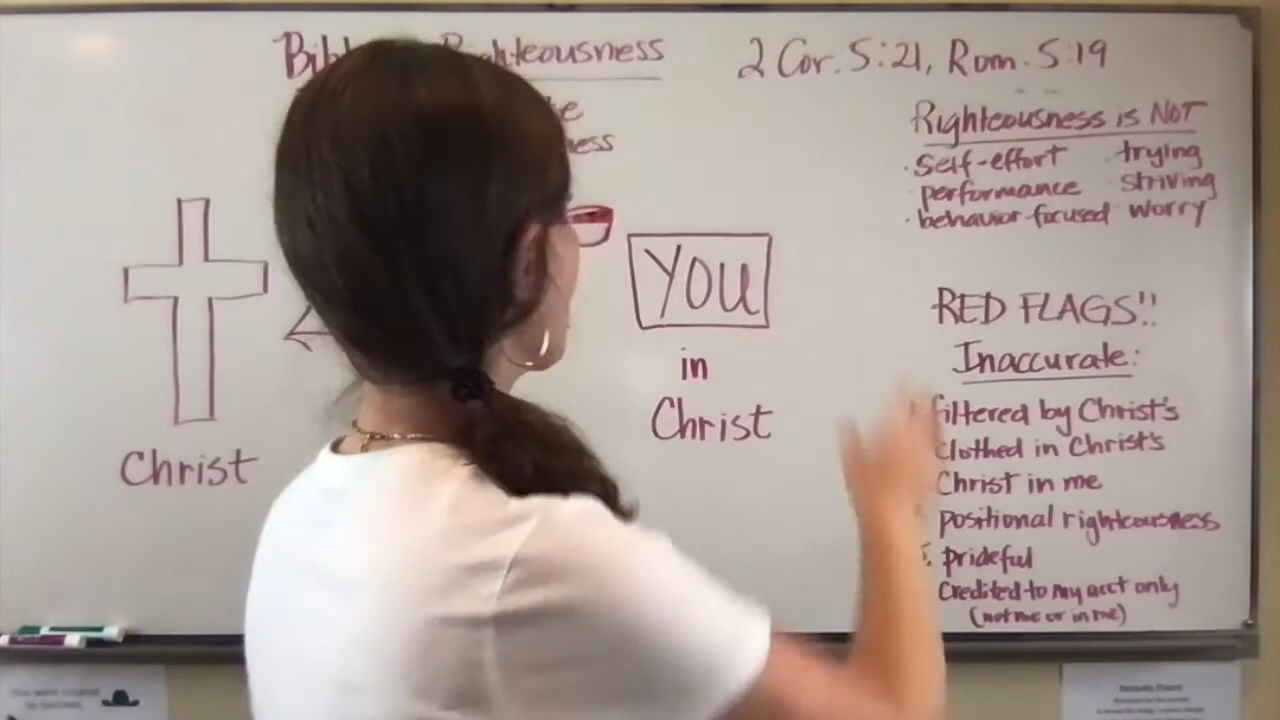 Righteousness
2 Cor. 5:21, Rom. 5:19
Righteousness is NOT
· self-effort · trying
· performance striving
· behavior-focused worry
Christ
YOU
in
Christ
RED FLAGS!!
Inaccurate:
filtered by Christ's
clothed in Christ's
Christ in me
positional righteousness
prideful
credited to my acct only
(not me or in me)